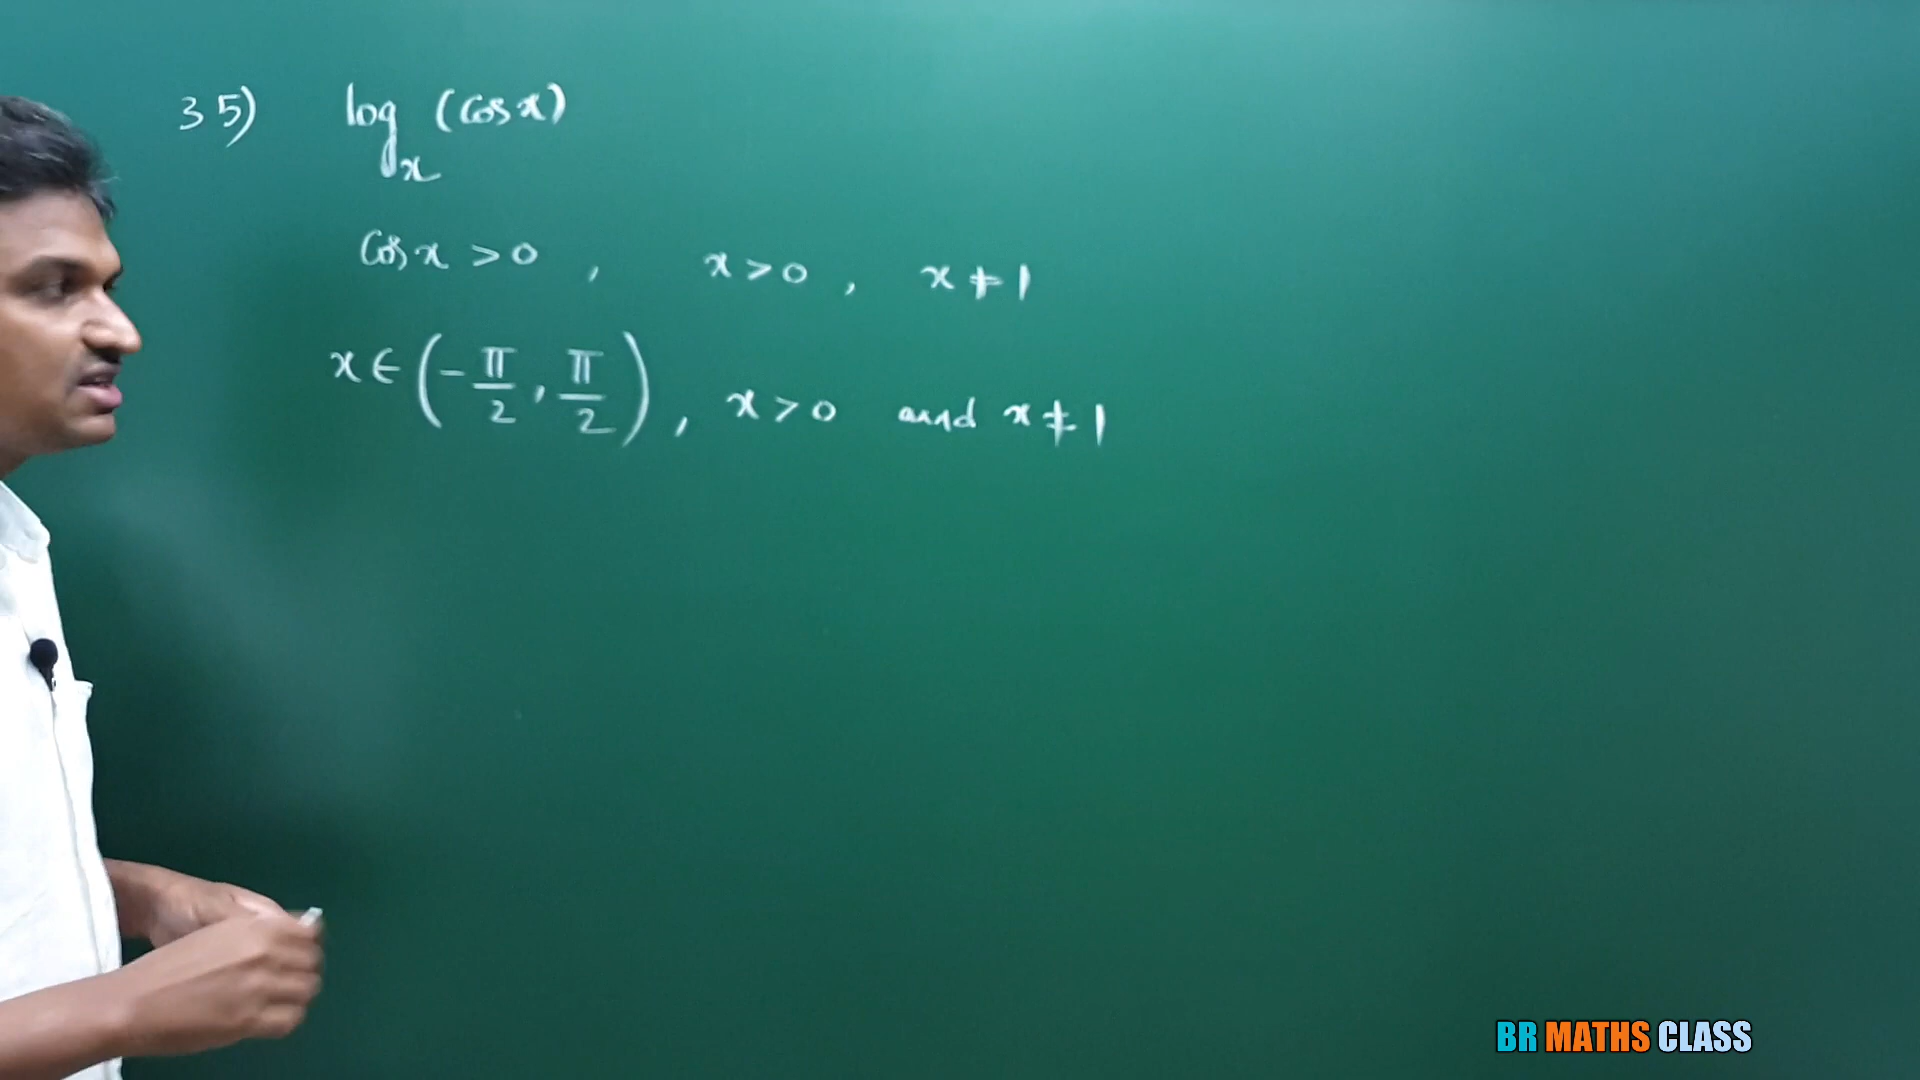 35) log_x (Cos x)
Cos x > 0 , x > 0 , x ≠ 1
x ∈ (-π/2, π/2), x > 0 and x ≠ 1
BR MATHS CLASS